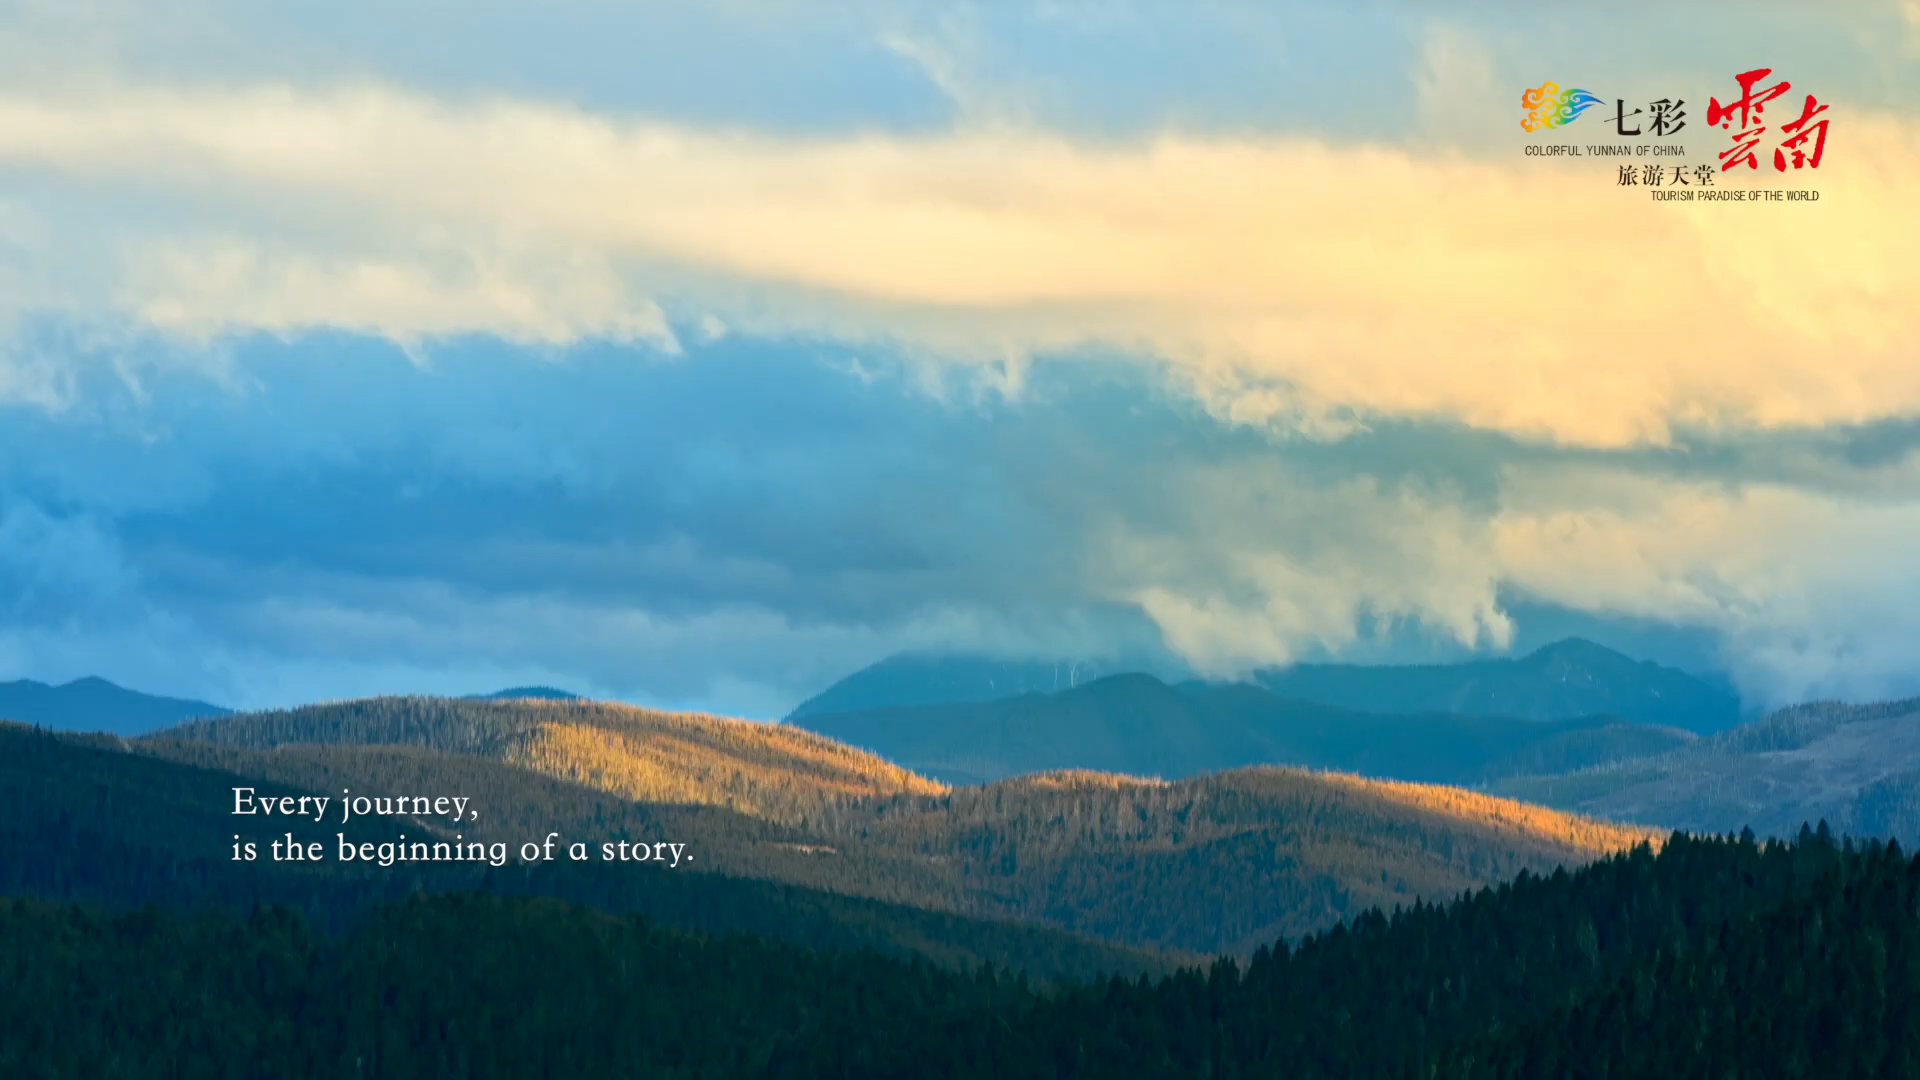 七彩 雲南
COLORFUL YUNNAN OF CHINA
旅游天堂
TOURISM PARADISE OF THE WORLD
Every journey,
is the beginning of a story.